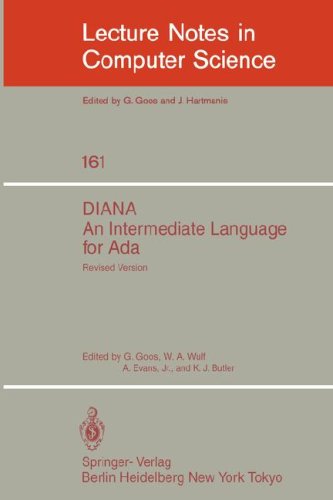 Lecture Notes in
Computer Science
Edited by G. Goos and J. Hartmanis
161
DIANA
An Intermediate Language
for Ada
Revised Version
Edited by G. Goos, W. A. Wulf
A. Evans, Jr., and K. J. Butler
Springer-Verlag
Berlin Heidelberg New York Tokyo